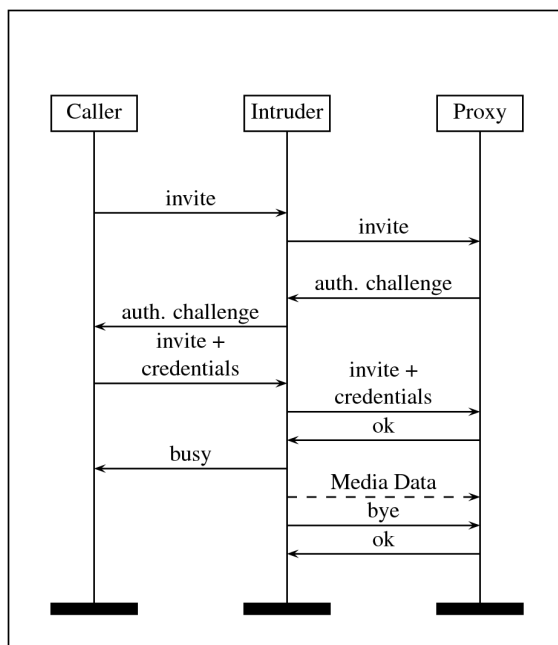 Caller
Intruder
Proxy
invite
invite
auth. challenge
auth. challenge
invite +
credentials
invite +
credentials
ok
busy
Media Data
bye
ok